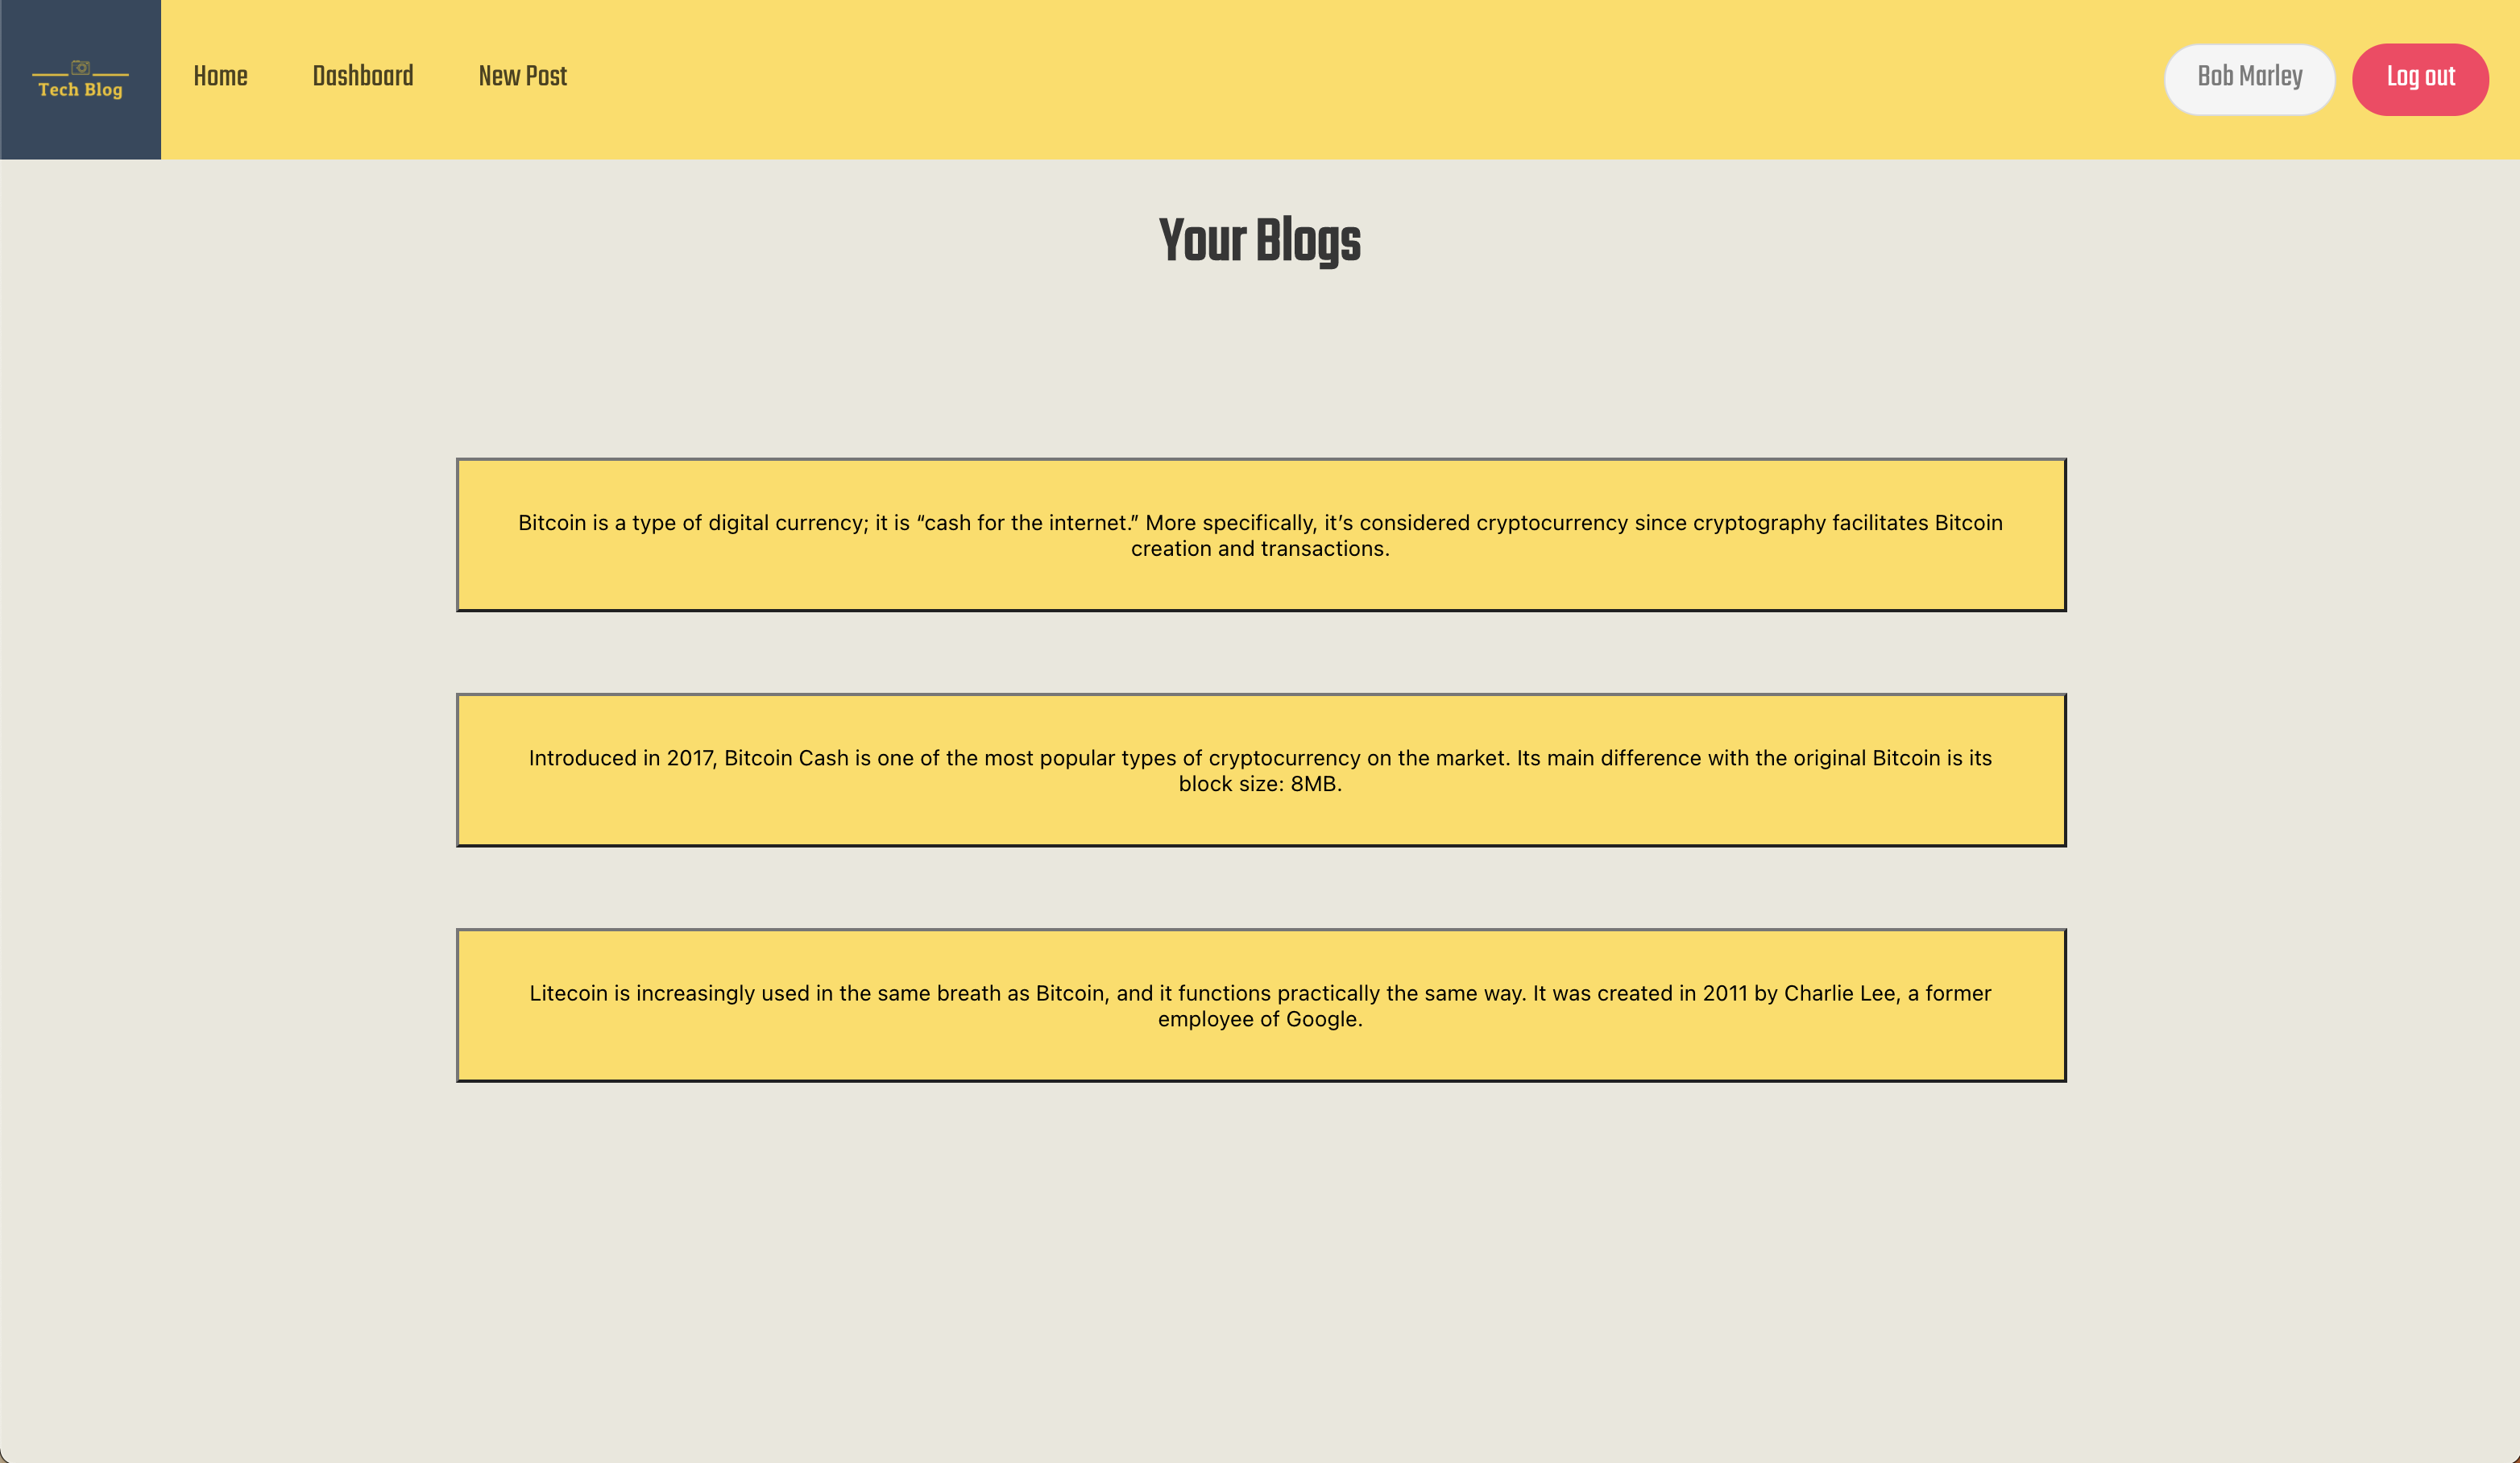 Tech Blog
Home
Dashboard
New Post
Bob Marley
Log out
Your Blogs
Bitcoin is a type of digital currency; it is “cash for the internet.” More specifically, it’s considered cryptocurrency since cryptography facilitates Bitcoin
creation and transactions.
Introduced in 2017, Bitcoin Cash is one of the most popular types of cryptocurrency on the market. Its main difference with the original Bitcoin is its
block size: 8MB.
Litecoin is increasingly used in the same breath as Bitcoin, and it functions practically the same way. It was created in 2011 by Charlie Lee, a former
employee of Google.